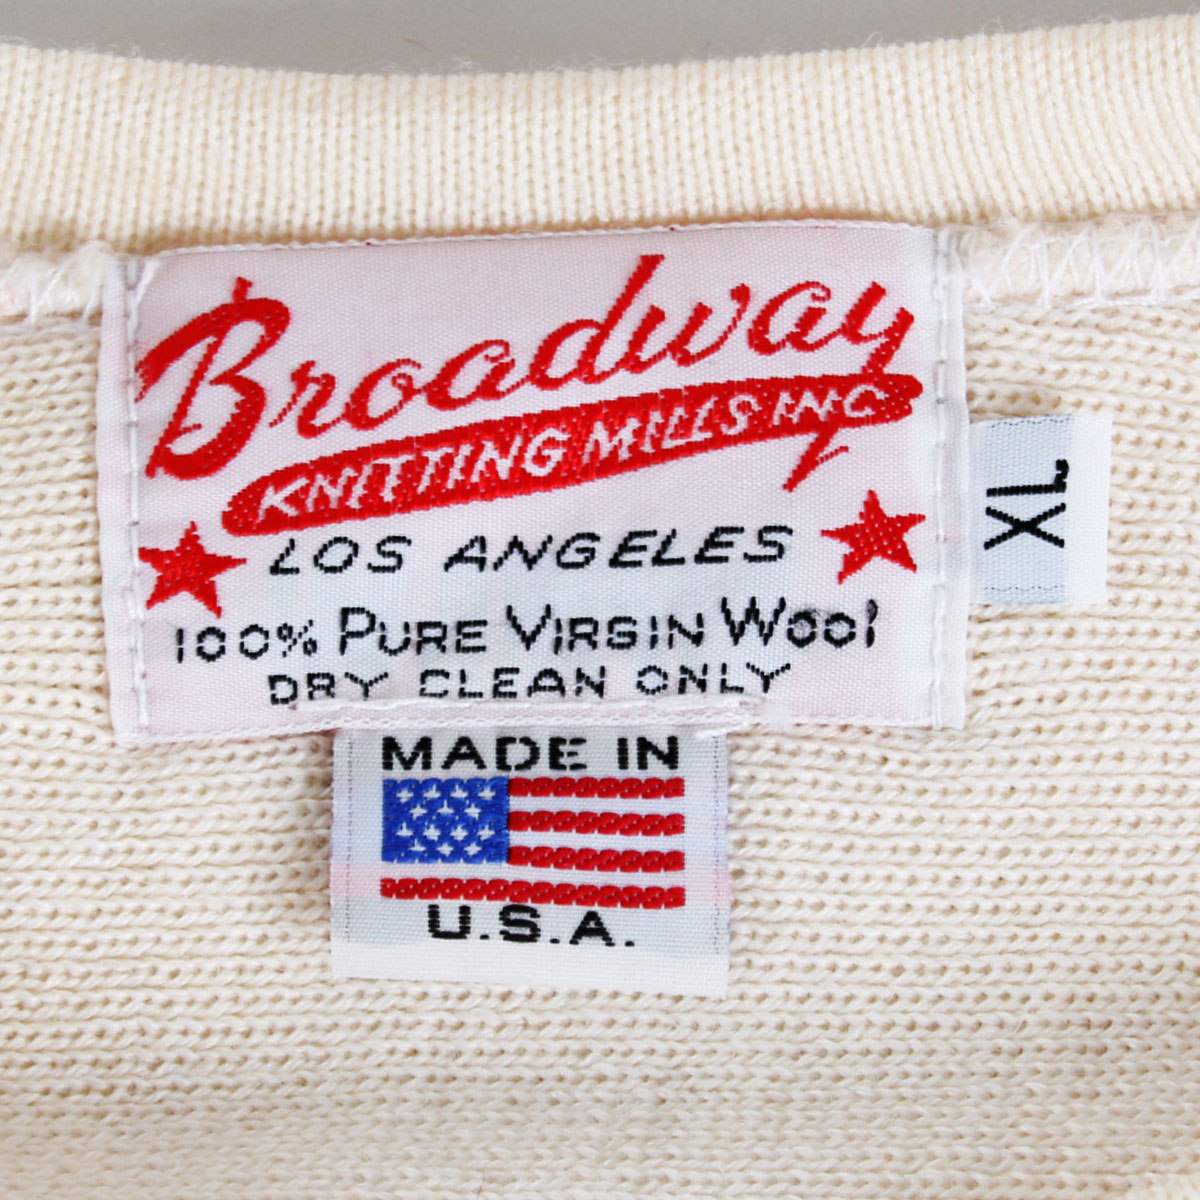 Broadway
KNITTING MILLS INC
LOS ANGELES
100% PURE VIRGIN WOOL
DRY CLEAN ONLY
XL
MADE IN
U.S.A.